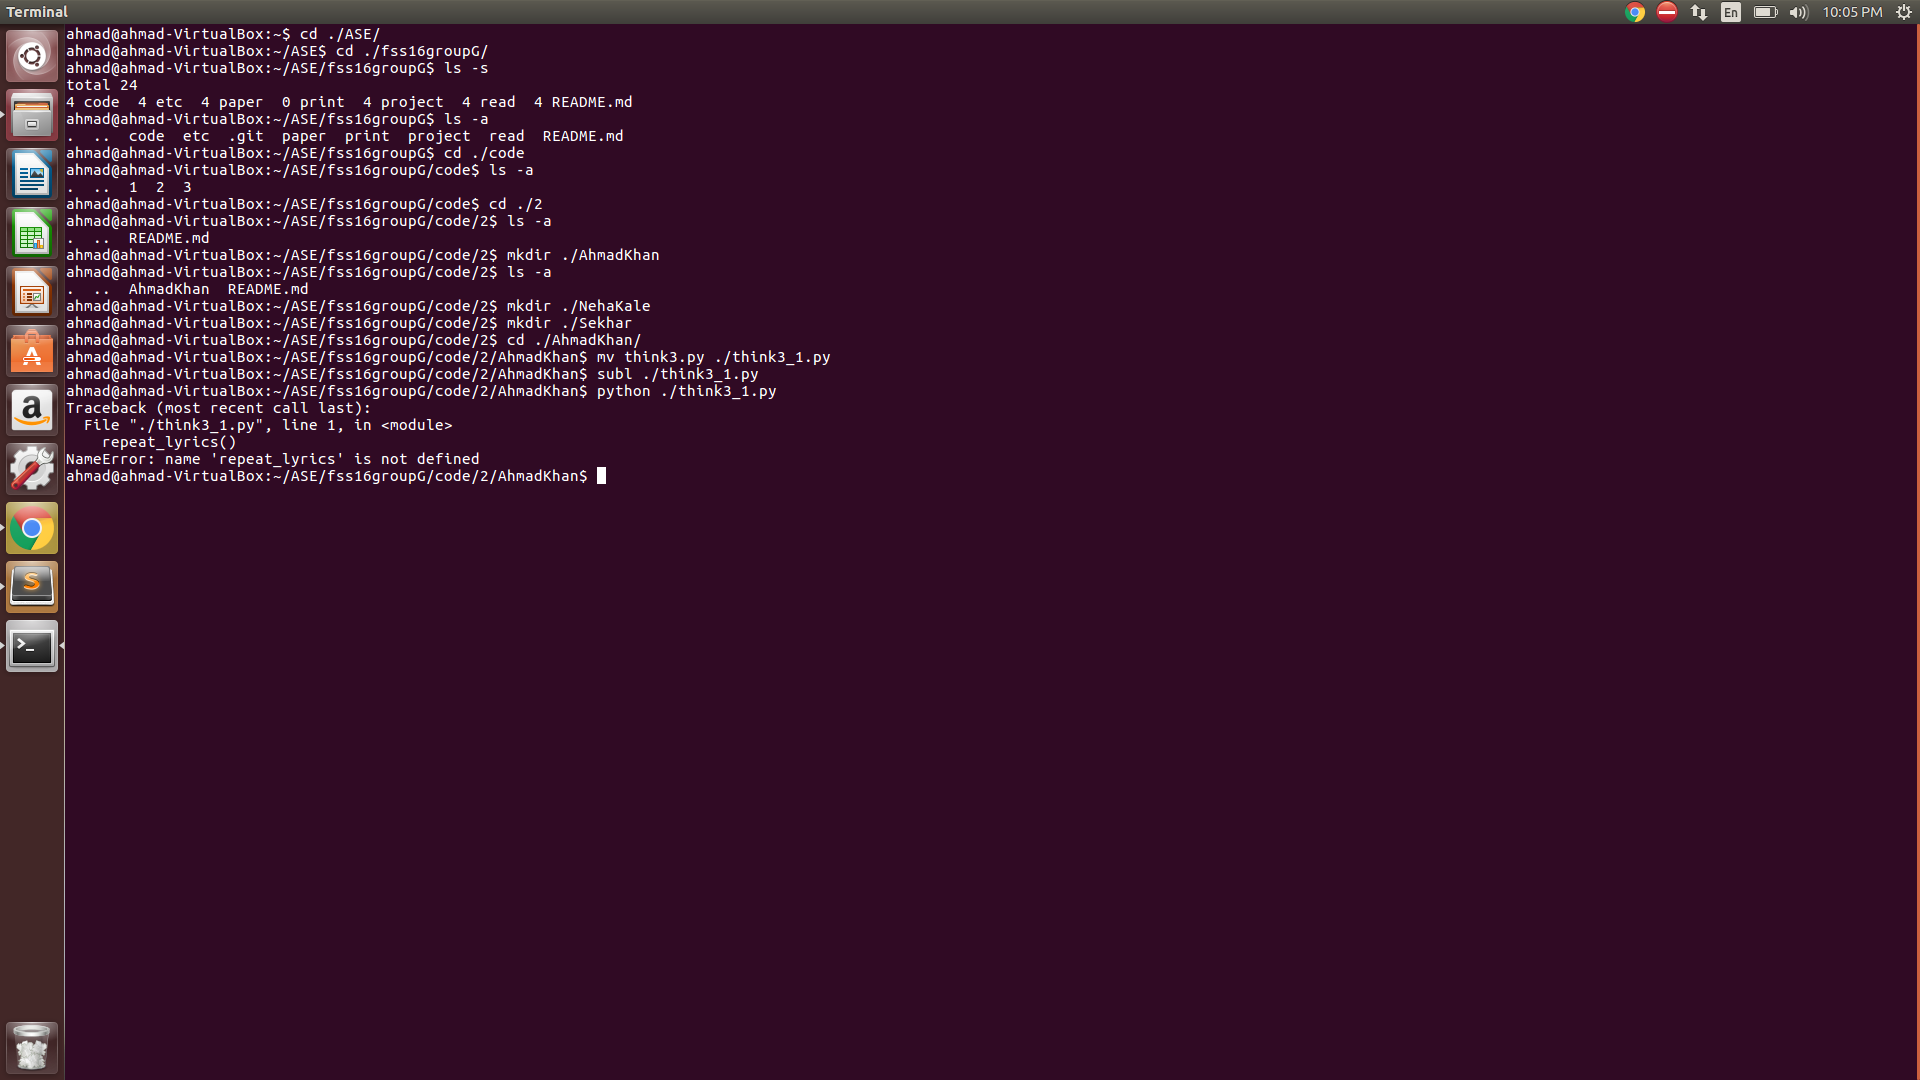 Terminal
En
10:05 PM
ahmad@ahmad-VirtualBox:~$ cd ./ASE/
ahmad@ahmad-VirtualBox:~/ASE$ cd ./fss16groupG/
ahmad@ahmad-VirtualBox:~/ASE/fss16groupG$ ls -s
total 24
4 code  4 etc  4 paper  0 print  4 project  4 read  4 README.md
ahmad@ahmad-VirtualBox:~/ASE/fss16groupG$ ls -a
.  ..  code  etc  .git  paper  print  project  read  README.md
ahmad@ahmad-VirtualBox:~/ASE/fss16groupG$ cd ./code
ahmad@ahmad-VirtualBox:~/ASE/fss16groupG/code$ ls -a
.  ..  1  2  3
ahmad@ahmad-VirtualBox:~/ASE/fss16groupG/code$ cd ./2
ahmad@ahmad-VirtualBox:~/ASE/fss16groupG/code/2$ ls -a
.  ..  README.md
ahmad@ahmad-VirtualBox:~/ASE/fss16groupG/code/2$ mkdir ./AhmadKhan
ahmad@ahmad-VirtualBox:~/ASE/fss16groupG/code/2$ ls -a
.  ..  AhmadKhan  README.md
ahmad@ahmad-VirtualBox:~/ASE/fss16groupG/code/2$ mkdir ./NehaKale
ahmad@ahmad-VirtualBox:~/ASE/fss16groupG/code/2$ mkdir ./Sekhar
ahmad@ahmad-VirtualBox:~/ASE/fss16groupG/code/2$ cd ./AhmadKhan/
ahmad@ahmad-VirtualBox:~/ASE/fss16groupG/code/2/AhmadKhan$ mv think3.py ./think3_1.py
ahmad@ahmad-VirtualBox:~/ASE/fss16groupG/code/2/AhmadKhan$ subl ./think3_1.py
ahmad@ahmad-VirtualBox:~/ASE/fss16groupG/code/2/AhmadKhan$ python ./think3_1.py
Traceback (most recent call last):
  File "./think3_1.py", line 1, in <module>
    repeat_lyrics()
NameError: name 'repeat_lyrics' is not defined
ahmad@ahmad-VirtualBox:~/ASE/fss16groupG/code/2/AhmadKhan$